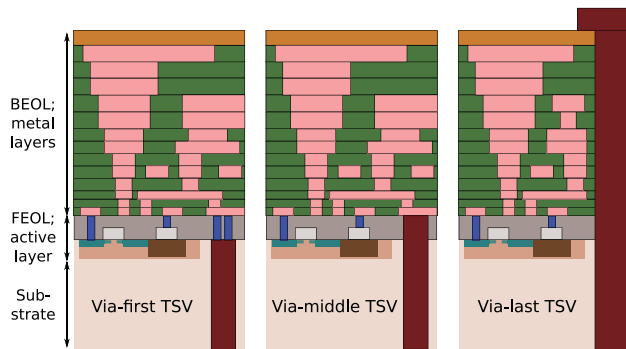 BEOL;
metal
layers
FEOL;
active
layer
Sub-
strate
Via-first TSV
Via-middle TSV
Via-last TSV